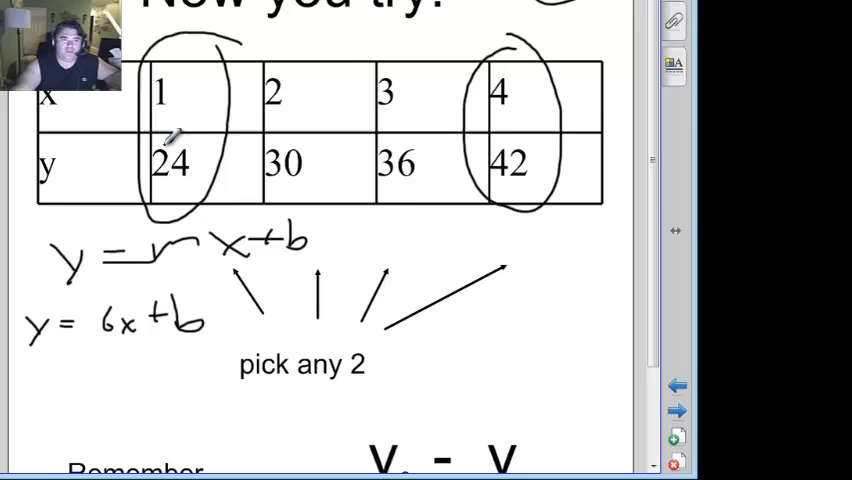 Now you try!
x 1 2 3 4
y 24 30 36 42
y = mx+b
y = 6x+b
pick any 2
Remember
y - y